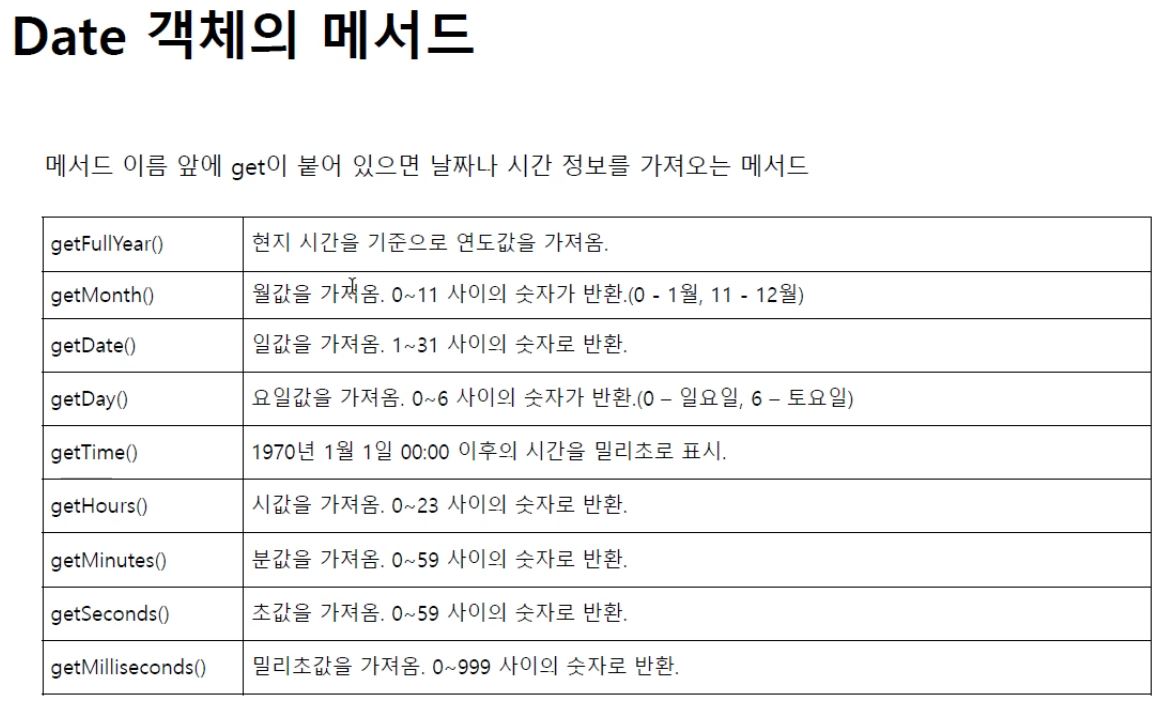 Date 객체의 메서드
메서드 이름 앞에 get이 붙어 있으면 날짜나 시간 정보를 가져오는 메서드
getFullYear() 현지 시간을 기준으로 연도값을 가져옴.
getMonth() 월값을 가져옴. 0~11 사이의 숫자가 반환.(0 - 1월, 11 - 12월)
getDate() 일값을 가져옴. 1~31 사이의 숫자로 반환.
getDay() 요일값을 가져옴. 0~6 사이의 숫자가 반환.(0 – 일요일, 6 – 토요일)
getTime() 1970년 1월 1일 00:00 이후의 시간을 밀리초로 표시.
getHours() 시값을 가져옴. 0~23 사이의 숫자로 반환.
getMinutes() 분값을 가져옴. 0~59 사이의 숫자로 반환.
getSeconds() 초값을 가져옴. 0~59 사이의 숫자로 반환.
getMilliseconds() 밀리초값을 가져옴. 0~999 사이의 숫자로 반환.